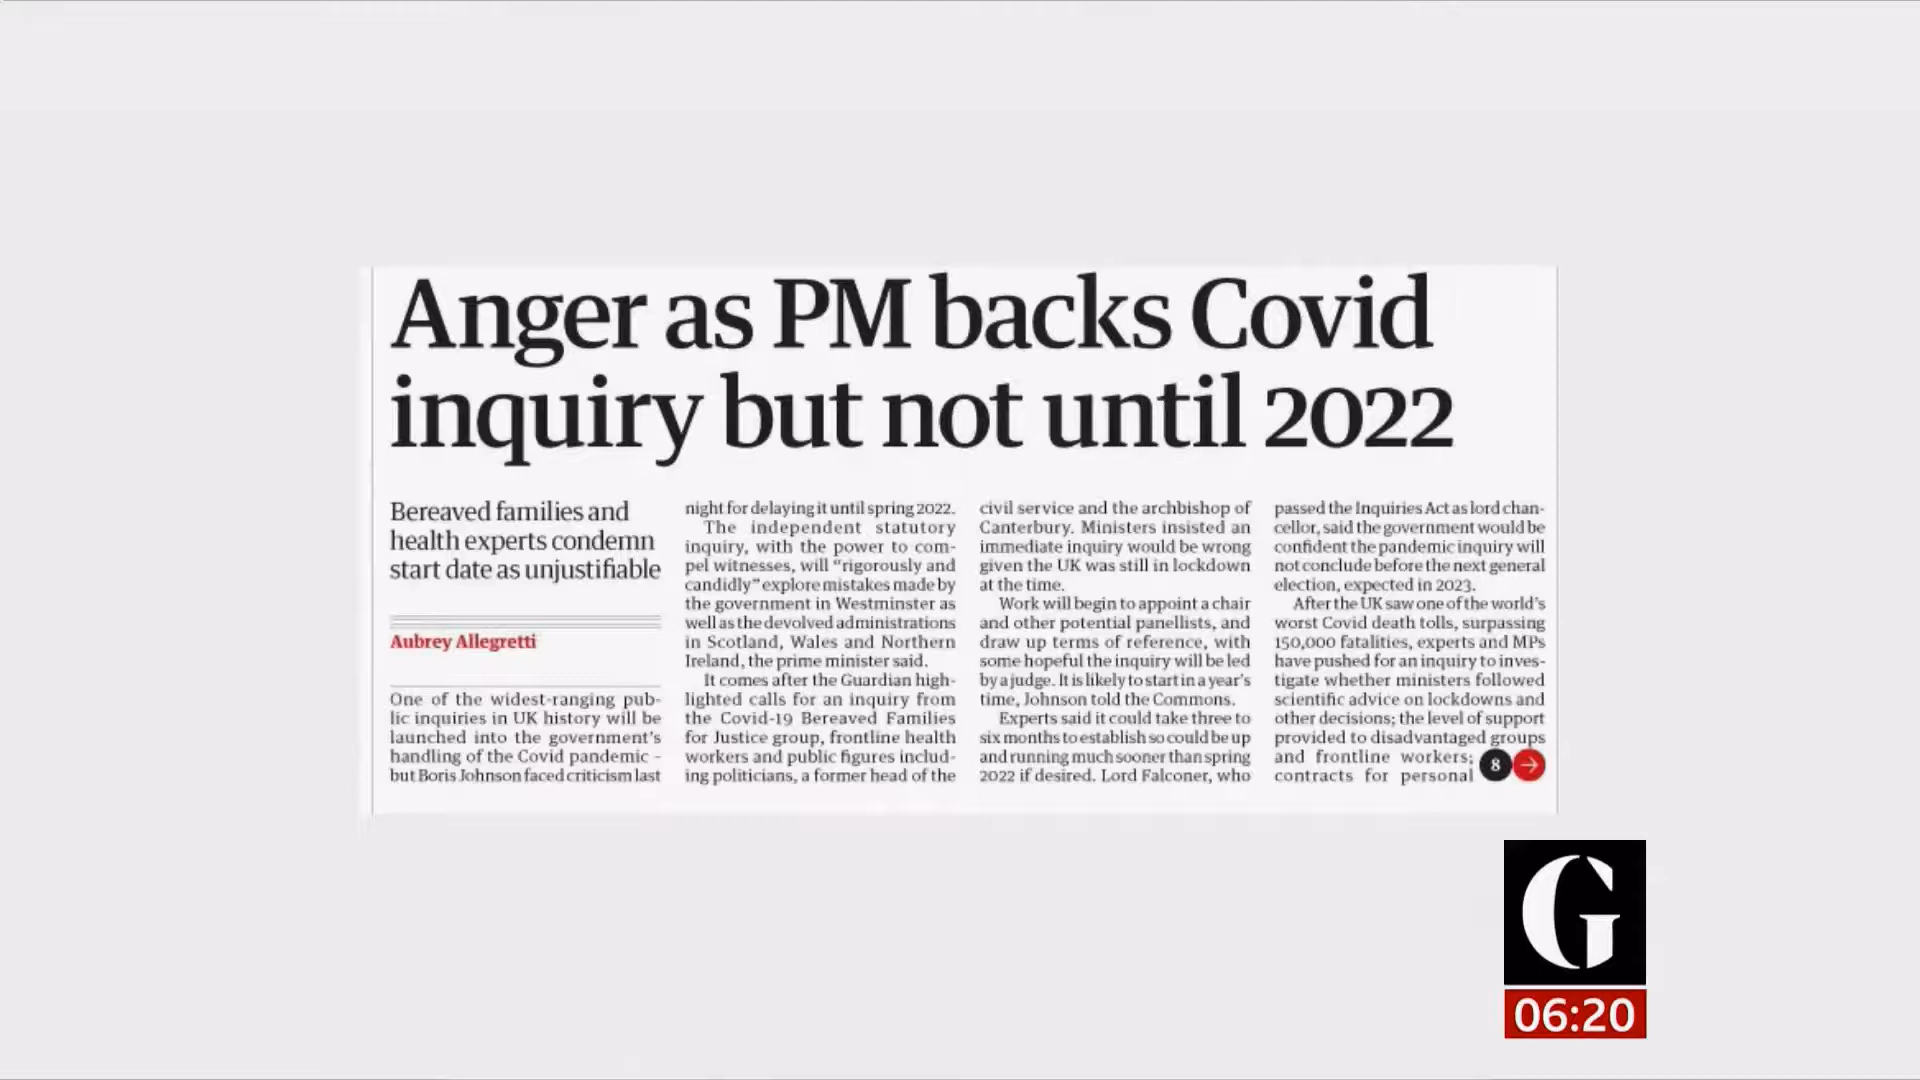 Anger as PM backs Covid
inquiry but not until 2022
Bereaved families and
health experts condemn
start date as unjustifiable
Aubrey Allegretti
One of the widest-ranging pub-
lic inquiries in UK history will be
launched into the government's
handling of the Covid pandemic –
but Boris Johnson faced criticism last
night for delaying it until spring 2022.
The independent statutory
inquiry, with the power to com-
pel witnesses, will "rigorously and
candidly" explore mistakes made by
the government in Westminster as
well as the devolved administrations
in Scotland, Wales and Northern
Ireland, the prime minister said.
It comes after the Guardian high-
lighted calls for an inquiry from
the Covid-19 Bereaved Families
for Justice group, frontline health
workers and public figures includ-
ing politicians, a former head of the
civil service and the archbishop of
Canterbury. Ministers insisted an
immediate inquiry would be wrong
given the UK was still in lockdown
at the time.
Work will begin to appoint a chair
and other potential panellists, and
draw up terms of reference, with
some hopeful the inquiry will be led
by a judge. It is likely to start in a year's
time, Johnson told the Commons.
Experts said it could take three to
six months to establish so could be up
and running much sooner than spring
2022 if desired. Lord Falconer, who
passed the Inquiries Act as lord chan-
cellor, said the government would be
confident the pandemic inquiry will
not conclude before the next general
election, expected in 2023.
After the UK saw one of the world's
worst Covid death tolls, surpassing
150,000 fatalities, experts and MPs
have pushed for an inquiry to inves-
tigate whether ministers followed
scientific advice on lockdowns and
other decisions; the level of support
provided to disadvantaged groups
and frontline workers;
contracts for personal
8
G
06:20